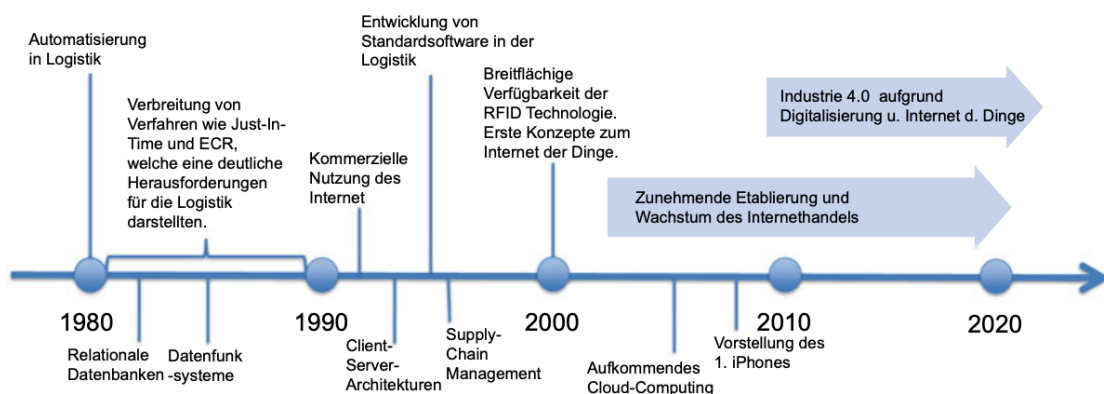 Automatisierung
in Logistik
Verbreitung von
Verfahren wie Just-In-
Time und ECR,
welche eine deutliche
Herausforderungen
für die Logistik
darstellten.
Kommerzielle
Nutzung des
Internet
Entwicklung von
Standardsoftware in der
Logistik
Breitflächige
Verfügbarkeit der
RFID Technologie.
Erste Konzepte zum
Internet der Dinge.
Industrie 4.0 aufgrund
Digitalisierung u. Internet d. Dinge
Zunehmende Etablierung und
Wachstum des Internethandels
1980
1990
2000
2010
2020
Relationale
Datenbanken
Datenfunk
-systeme
Client-
Server-
Architekturen
Supply-
Chain
Management
Aufkommendes
Cloud-Computing
Vorstellung des
1. iPhones